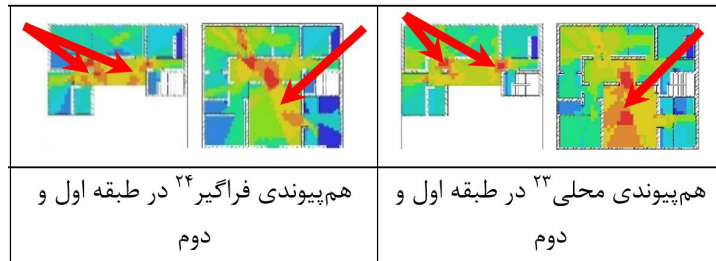 هم‌پیوندی محلی۲۳ در طبقه اول و
دوم
هم‌پیوندی فراگیر۲۴ در طبقه اول و
دوم